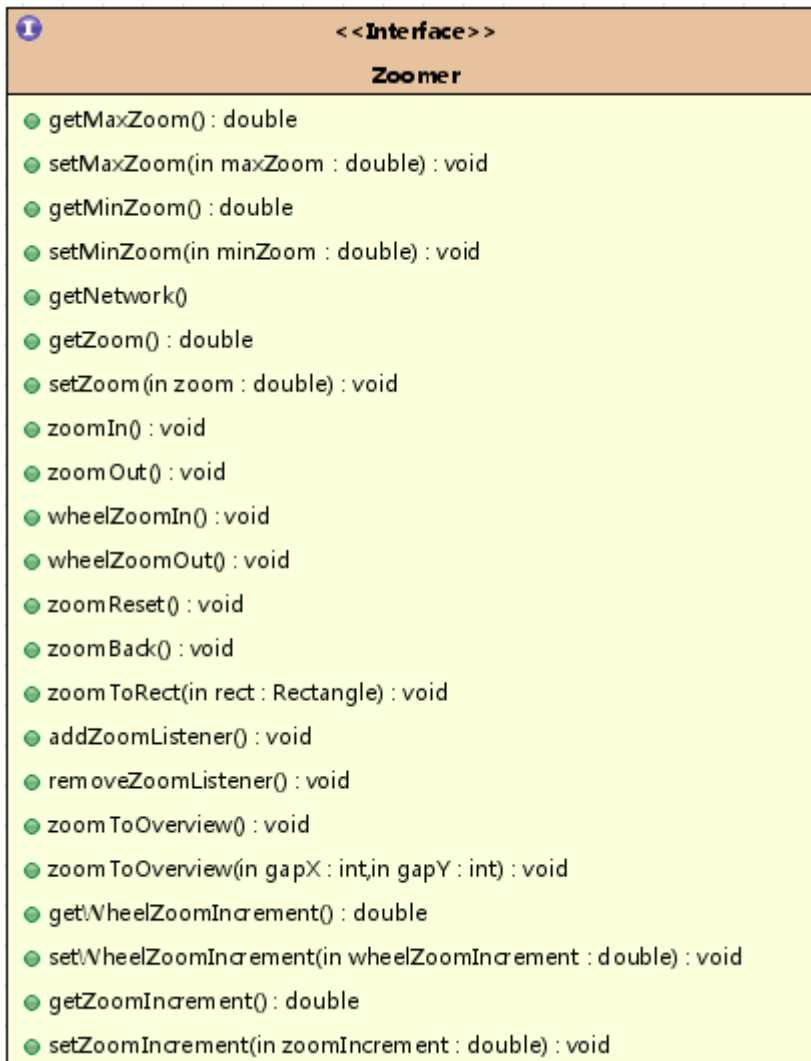 I
<<Interface>>
Zoomer
getMaxZoom() : double
setMaxZoom(in maxZoom : double) : void
getMinZoom() : double
setMinZoom(in minZoom : double) : void
getNetwork()
getZoom() : double
setZoom(in zoom : double) : void
zoomIn() : void
zoomOut() : void
wheelZoomIn() : void
wheelZoomOut() : void
zoomReset() : void
zoomBack() : void
zoomToRect(in rect : Rectangle) : void
addZoomListener() : void
removeZoomListener() : void
zoomToOverview() : void
zoomToOverview(in gapX : int,in gapY : int) : void
getWheelZoomIncrement() : double
setWheelZoomIncrement(in wheelZoomIncrement : double) : void
getZoomIncrement() : double
setZoomIncrement(in zoomIncrement : double) : void